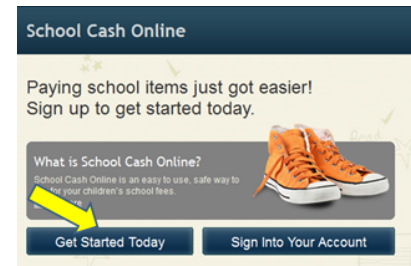 School Cash Online
Paying school items just got easier!
Sign up to get started today.
What is School Cash Online?
School Cash Online is an easy to use, safe way to
for your children's school fees.
Get Started Today
Sign Into Your Account